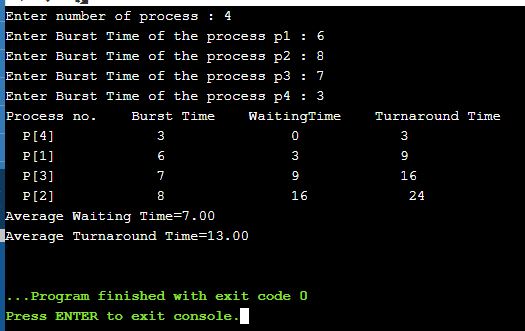 Enter number of process : 4
Enter Burst Time of the process p1 : 6
Enter Burst Time of the process p2 : 8
Enter Burst Time of the process p3 : 7
Enter Burst Time of the process p4 : 3
Process no. Burst Time WaitingTime Turnaround Time
P[4] 3 0 3
P[1] 6 3 9
P[3] 7 9 16
P[2] 8 16 24
Average Waiting Time=7.00
Average Turnaround Time=13.00
...Program finished with exit code 0
Press ENTER to exit console.